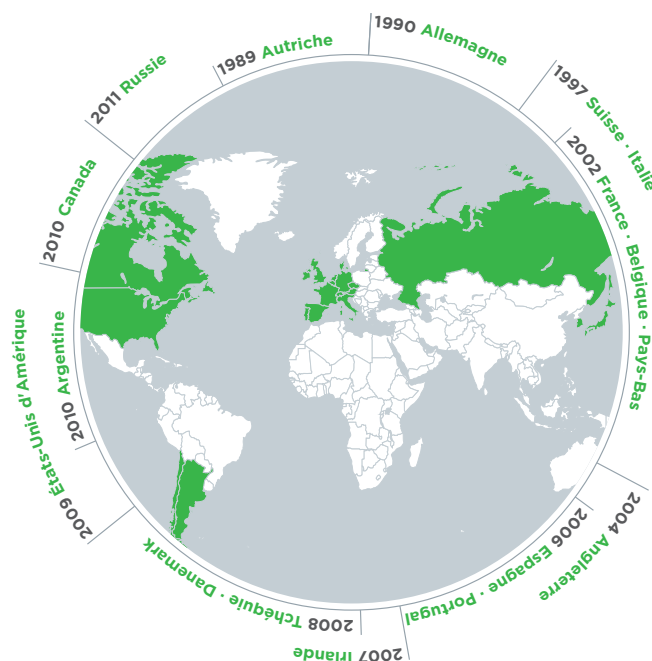 1989 Autriche
1990 Allemagne
1997 Suisse · Italie
2002 France · Belgique · Pays-Bas
2004 Angleterre
2006 Espagne · Portugal
2007 Irlande
2008 Tchéquie · Danemark
2009 États-Unis d'Amérique
2010 Argentine
2010 Canada
2011 Russie